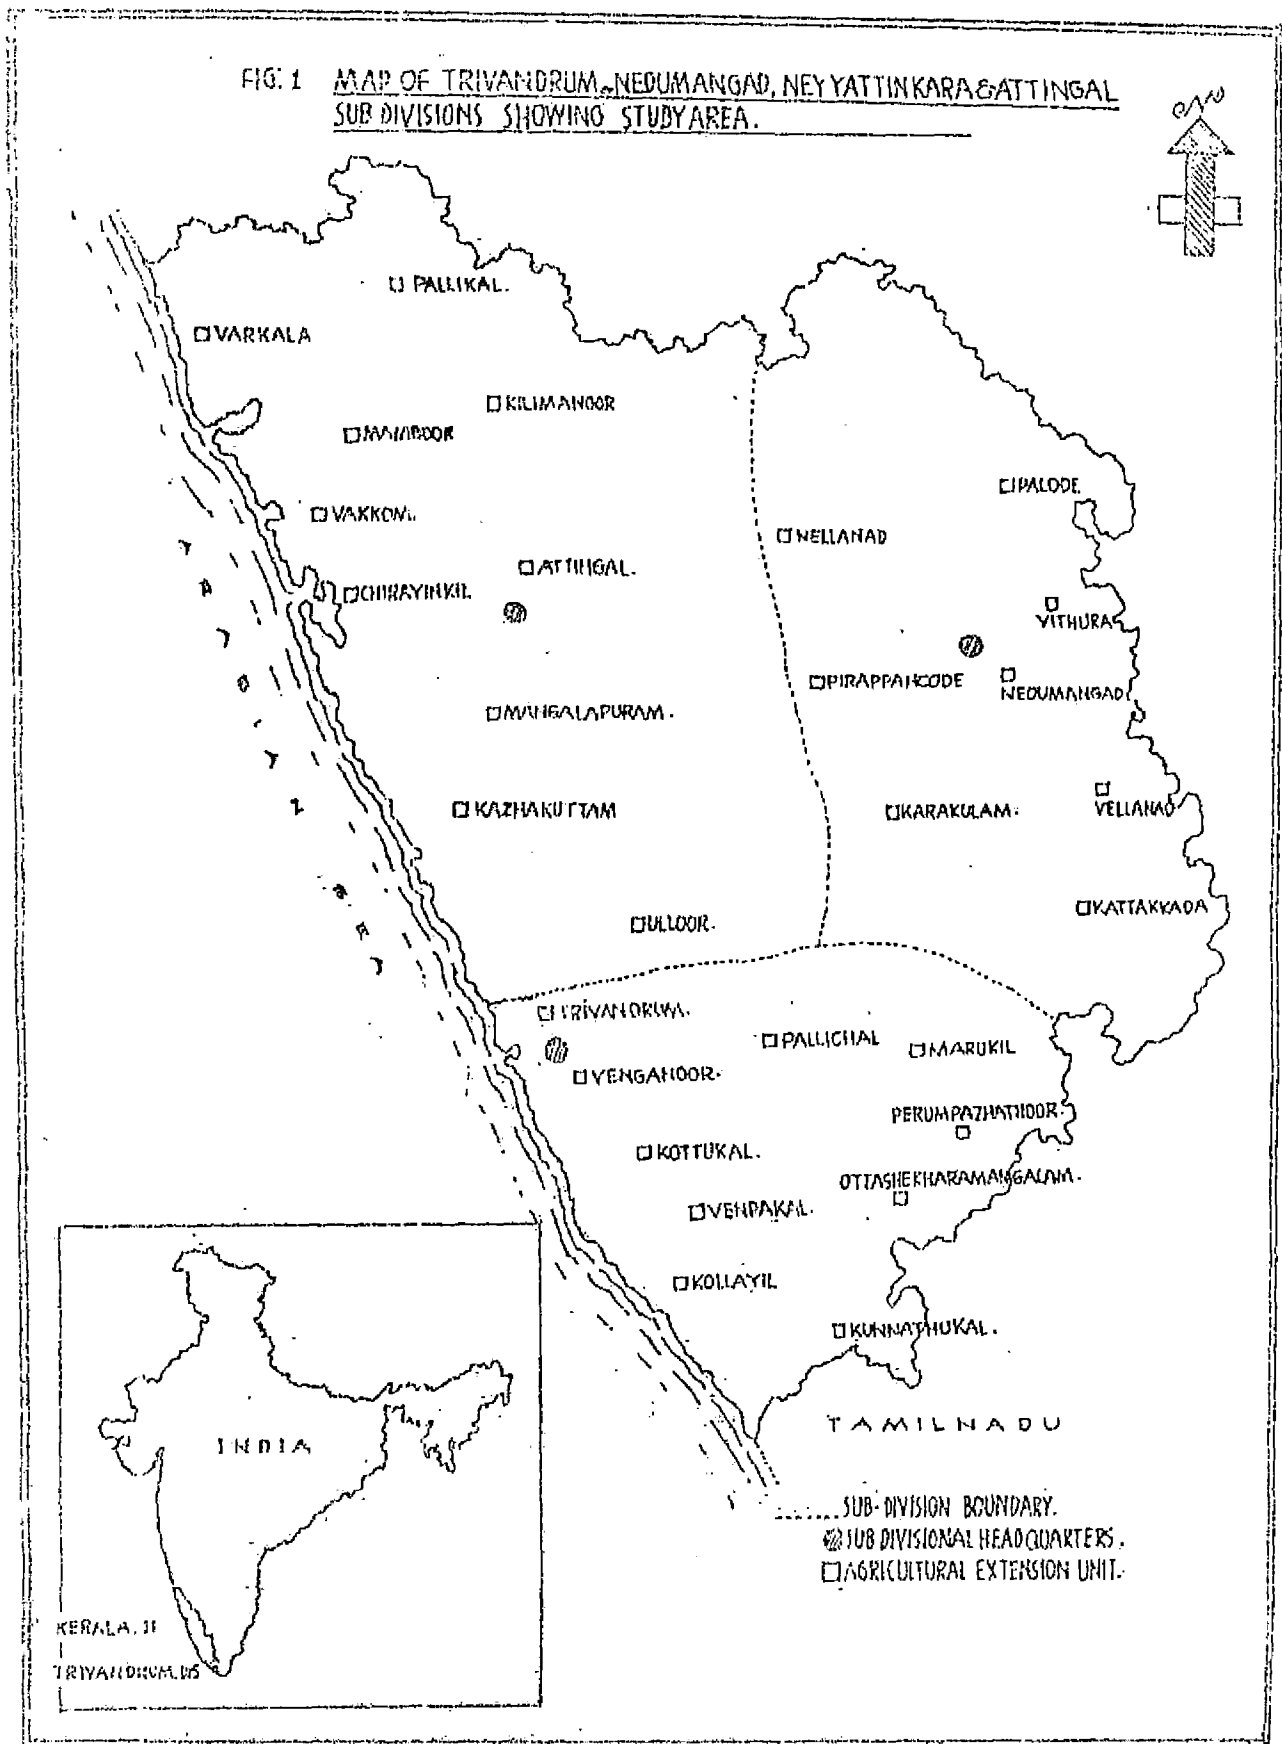 FIG. 1 MAP OF TRIVANDRUM, NEDUMANGAD, NEYYATTINKARA & ATTINGAL
SUB DIVISIONS SHOWING STUDY AREA.
PALLIKAL.
VARKALA
KILIMANOOR
MAMBOOR
PALODE
VAKKOM.
NELLANAD
ATTINGAL.
CHIRAYINKIL
VITHURA
PIRAPPANCODE
NEDUMANGAD
MANGALAPURAM.
KAZHAKUTTAM
KARAKULAM.
VELLANAD
KATTAKKADA
ULLOOR.
TRIVANDRUM.
PALLICHAL
MARUKIL
VENGANOOR.
PERUMPAZHATHOOR.
KOTTUKAL.
OTTASHEKHARAMANGALAM.
VENPAKAL.
KOLLAYIL
KUNNATHUKAL.
TAMILNADU
INDIA
SUB-DIVISION BOUNDARY.
SUB DIVISIONAL HEADQUARTERS.
AGRICULTURAL EXTENSION UNIT.
KERALA.
TRIVANDRUM.